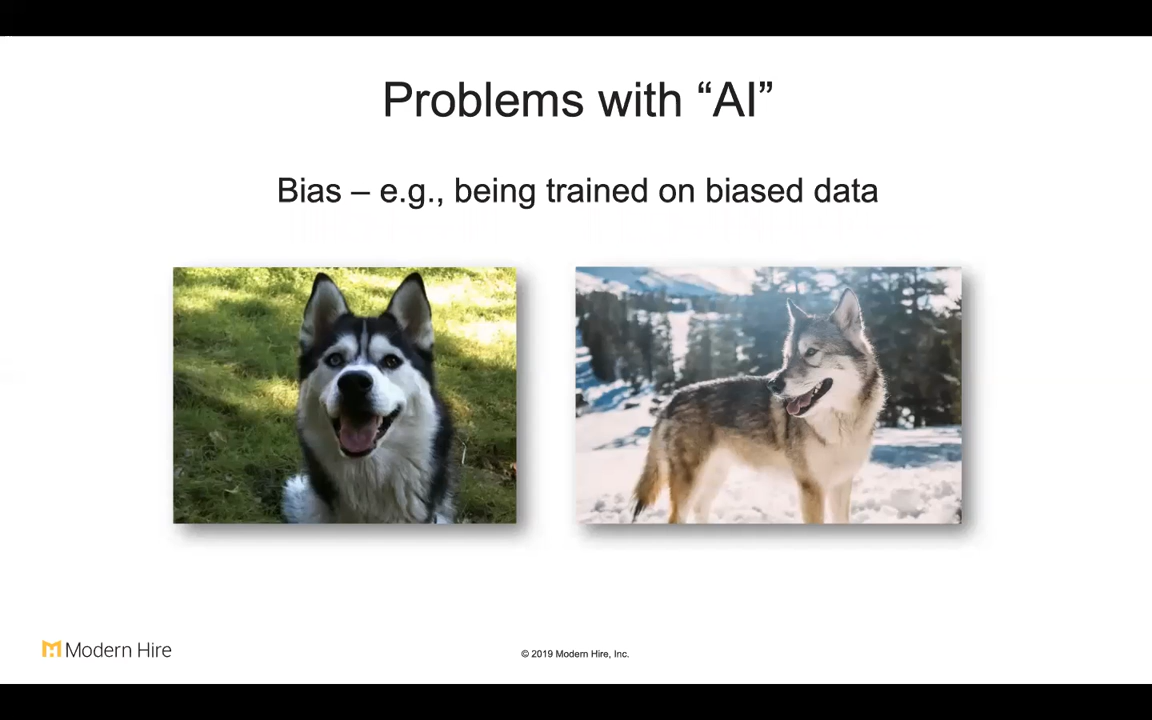 Problems with “AI”
Bias – e.g., being trained on biased data
Modern Hire
© 2019 Modern Hire, Inc.